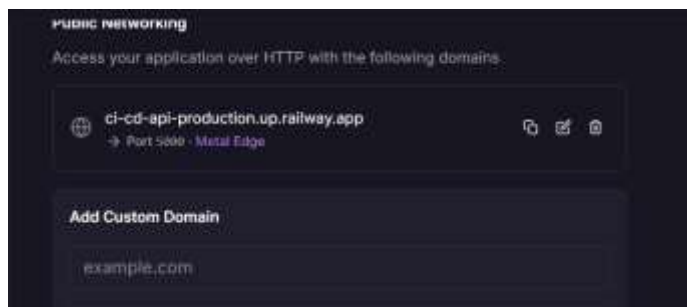 Public Networking
Access your application over HTTP with the following domains
ci-cd-api-production.up.railway.app
→ Port 5000 · Metal Edge
Add Custom Domain
example.com